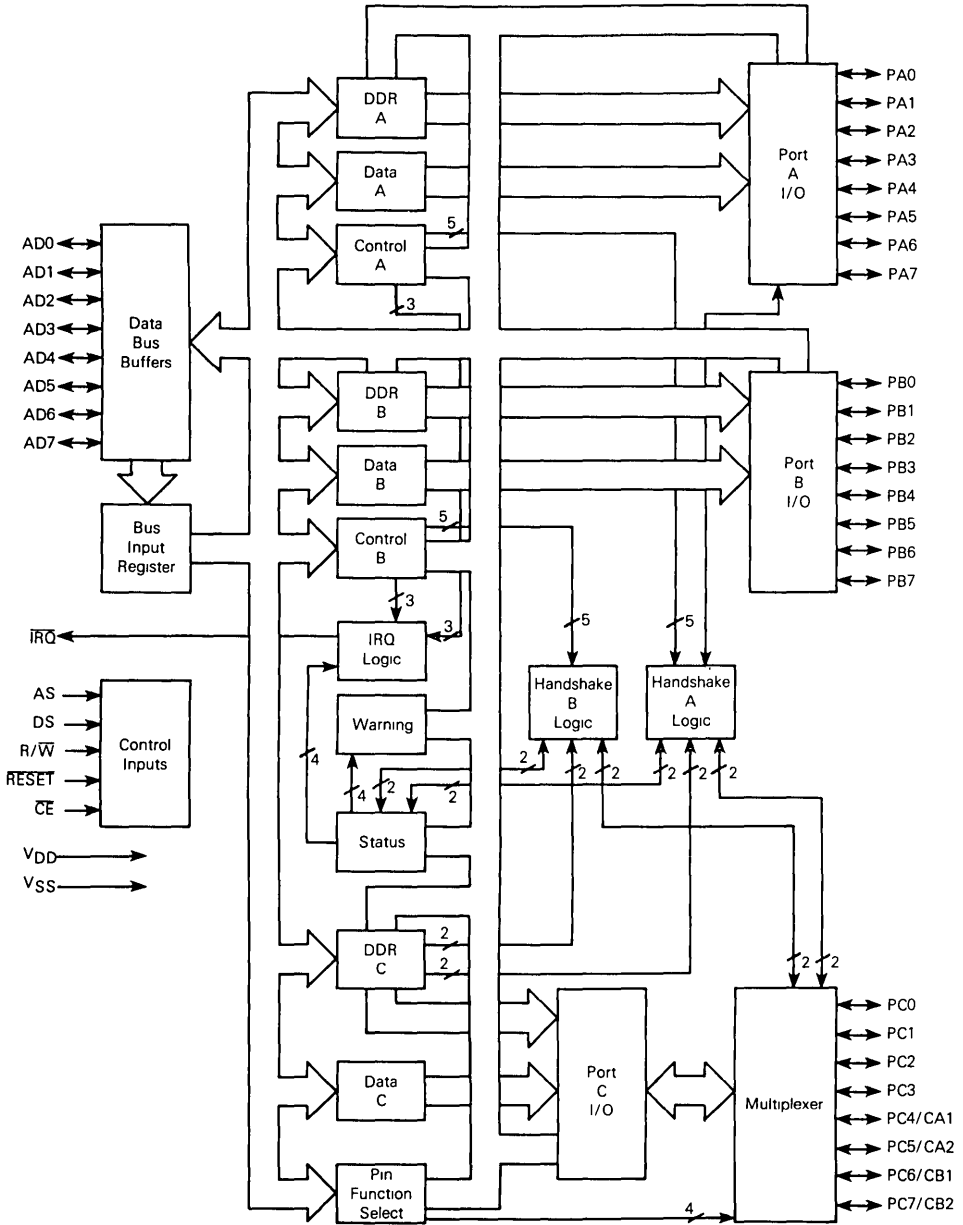 DDR
A
Data
A
Control
A
5
3
Port
A
I/O
PA0
PA1
PA2
PA3
PA4
PA5
PA6
PA7
AD0
AD1
AD2
AD3
AD4
AD5
AD6
AD7
Data
Bus
Buffers
Bus
Input
Register
DDR
B
Data
B
Control
B
5
3
3
Port
B
I/O
PB0
PB1
PB2
PB3
PB4
PB5
PB6
PB7
IRQ
IRQ
Logic
5
5
AS
DS
R/W
RESET
CE
Control
Inputs
VDD
VSS
Warning
4
4
2
2
Status
Handshake
B
Logic
Handshake
A
Logic
2
2
2
2
2
2
DDR
C
2
2
2
2
Data
C
Port
C
I/O
Multiplexer
PC0
PC1
PC2
PC3
PC4/CA1
PC5/CA2
PC6/CB1
PC7/CB2
Pin
Function
Select
4